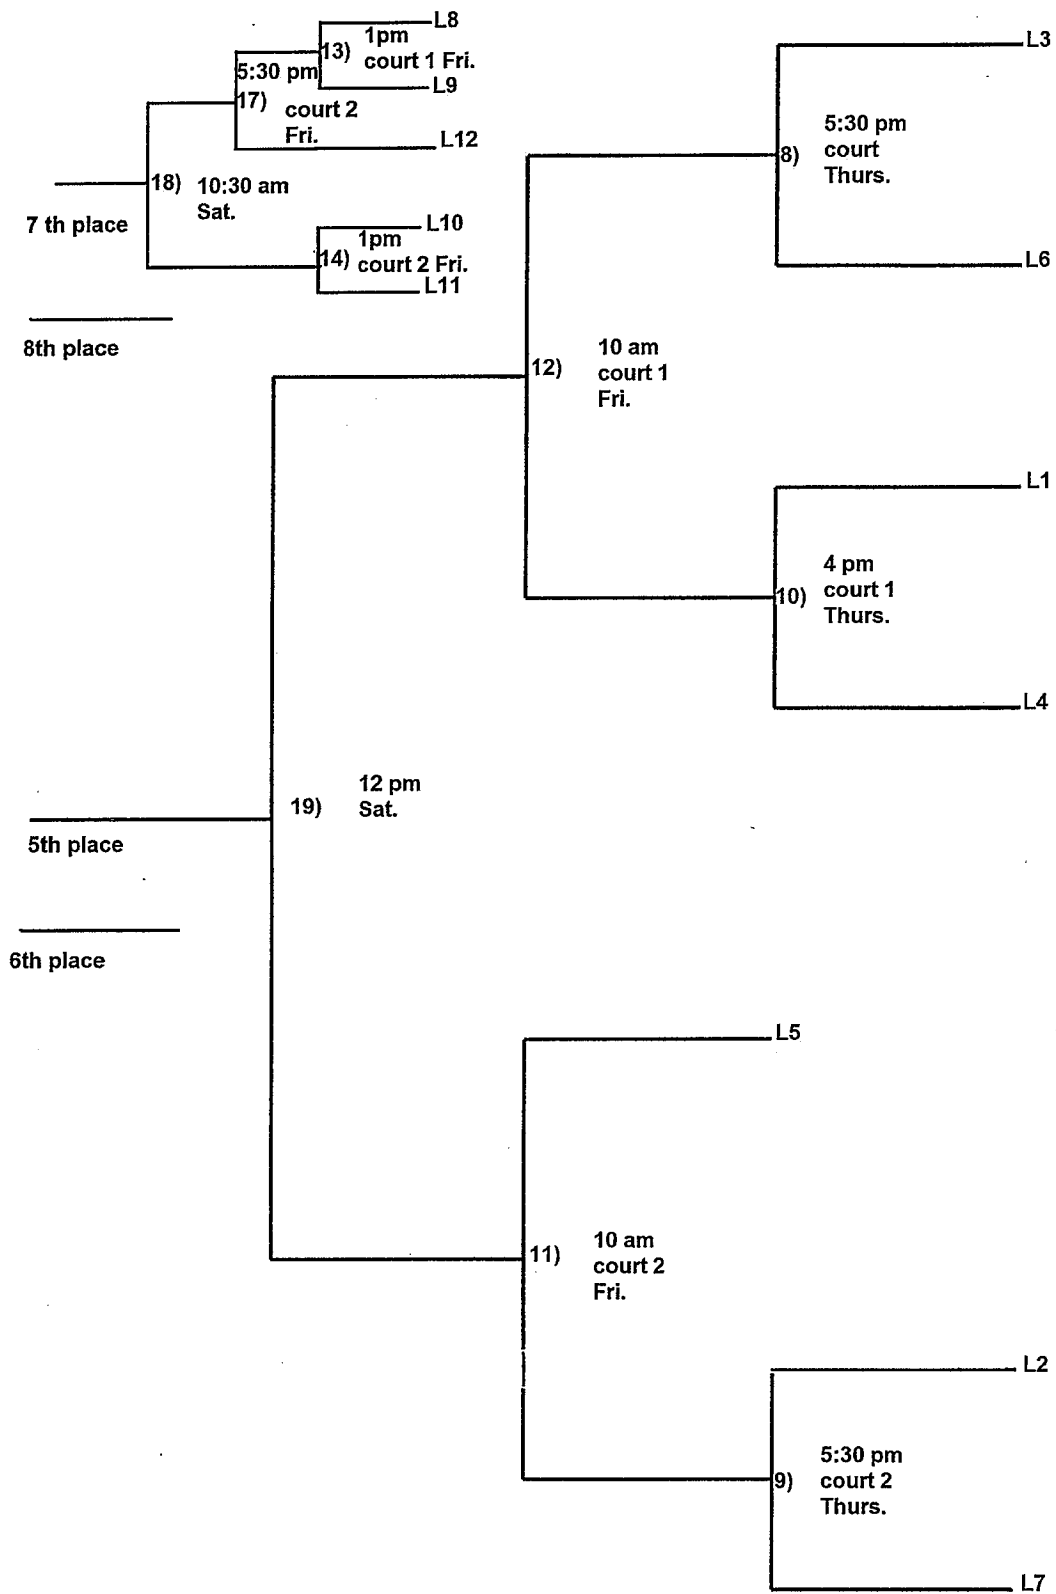 L8
13)
1pm
court 1 Fri.
L9
5:30 pm
17)
court 2
Fri.
L12
18)
10:30 am
Sat.
7 th place
L10
14)
1pm
court 2 Fri.
L11
8th place
L3
8)
5:30 pm
court
Thurs.
L6
12)
10 am
court 1
Fri.
L1
10)
4 pm
court 1
Thurs.
L4
19)
12 pm
Sat.
5th place
6th place
L5
11)
10 am
court 2
Fri.
L2
9)
5:30 pm
court 2
Thurs.
L7